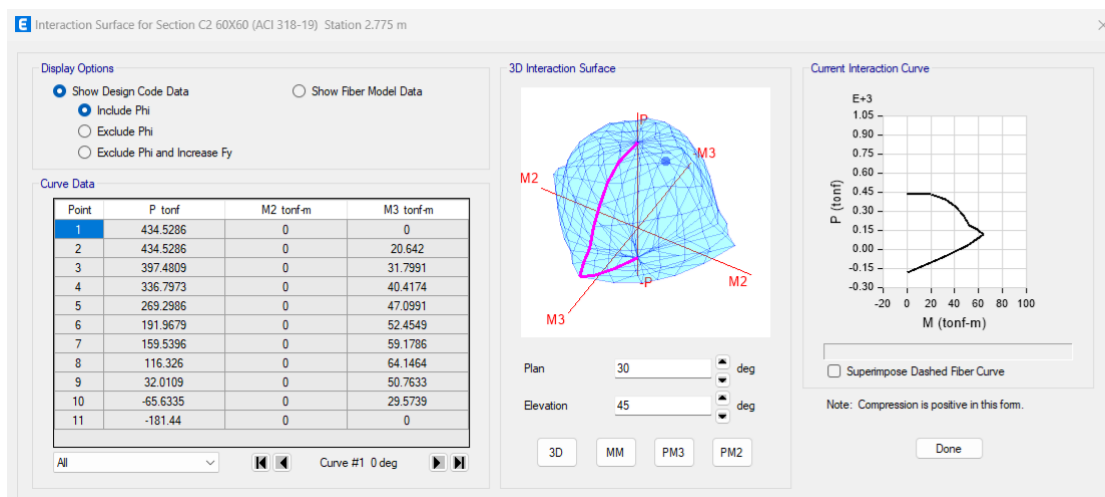 E Interaction Surface for Section C2 60X60 (ACI 318-19) Station 2.775 m
Display Options
Show Design Code Data
Show Fiber Model Data
Include Phi
Exclude Phi
Exclude Phi and Increase Fy
Curve Data
Point P tonf M2 tonf-m M3 tonf-m
1 434.5286 0 0
2 434.5286 0 20.642
3 397.4809 0 31.7991
4 336.7973 0 40.4174
5 269.2986 0 47.0991
6 191.9679 0 52.4549
7 159.5396 0 59.1786
8 116.326 0 64.1464
9 32.0109 0 50.7633
10 -65.6335 0 29.5739
11 -181.44 0 0
All
Curve #1 0 deg
3D Interaction Surface
P
-M3
M2
-P
M2
M3
Plan 30 deg
Elevation 45 deg
3D MM PM3 PM2
Current Interaction Curve
E+3
1.05
0.90
0.75
0.60
0.45
0.30
0.15
0.00
-0.15
-0.30
P (tonf)
-20 0 20 40 60 80 100
M (tonf-m)
Superimpose Dashed Fiber Curve
Note: Compression is positive in this form.
Done